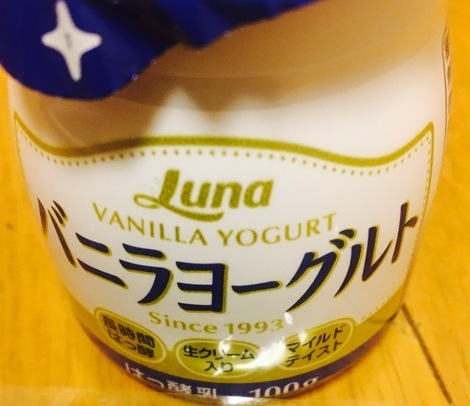 Luna
VANILLA YOGURT
バニラヨーグルト
Since 1993
長時間
はっ酵
生クリーム
入り
マイルド
テイスト
はっ酵乳 100g